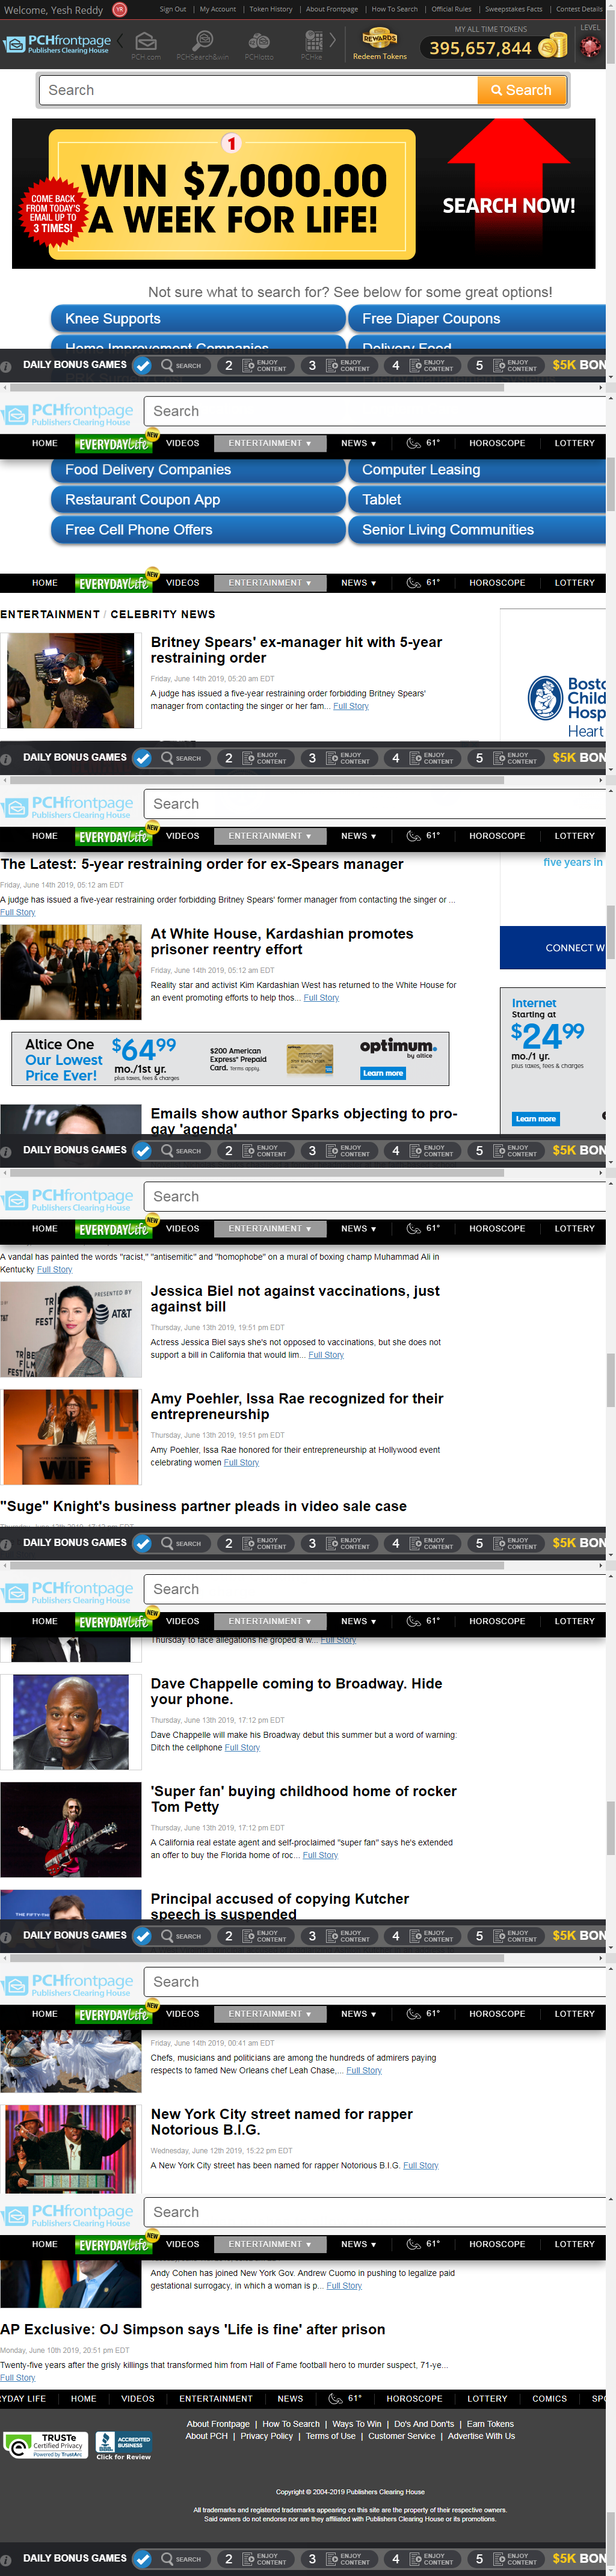 Welcome, Yesh Reddy YR Sign Out | My Account | Token History | About Frontpage | How To Search | Official Rules | Sweepstakes Facts | Contest Details
PCHfrontpage
Publishers Clearing House
PCH.com PCHSearch&win PCHlotto PCHke
REWARDS
Redeem Tokens
MY ALL TIME TOKENS
395,657,844
LEVEL
Search Search
1
WIN $7,000.00
A WEEK FOR LIFE!
COME BACK
FROM TODAY'S
EMAIL UP TO
3 TIMES!
SEARCH NOW!
Not sure what to search for? See below for some great options!
Knee Supports Free Diaper Coupons
Home Improvement Companies Delivery Food
DAILY BONUS GAMES SEARCH 2 ENJOY CONTENT 3 ENJOY CONTENT 4 ENJOY CONTENT 5 ENJOY CONTENT $5K BON
PCHfrontpage
Publishers Clearing House
Search
HOME EVERYDAYlife NEW VIDEOS ENTERTAINMENT ▼ NEWS ▼ 61° HOROSCOPE LOTTERY
Food Delivery Companies Computer Leasing
Restaurant Coupon App Tablet
Free Cell Phone Offers Senior Living Communities
HOME EVERYDAYlife NEW VIDEOS ENTERTAINMENT ▼ NEWS ▼ 61° HOROSCOPE LOTTERY
ENTERTAINMENT / CELEBRITY NEWS
Britney Spears' ex-manager hit with 5-year
restraining order
Friday, June 14th 2019, 05:20 am EDT
A judge has issued a five-year restraining order forbidding Britney Spears'
manager from contacting the singer or her fam... Full Story
Bosto
Child
Hosp
Heart
DAILY BONUS GAMES SEARCH 2 ENJOY CONTENT 3 ENJOY CONTENT 4 ENJOY CONTENT 5 ENJOY CONTENT $5K BON
PCHfrontpage
Publishers Clearing House
Search
HOME EVERYDAYlife NEW VIDEOS ENTERTAINMENT ▼ NEWS ▼ 61° HOROSCOPE LOTTERY
The Latest: 5-year restraining order for ex-Spears manager
Friday, June 14th 2019, 05:12 am EDT
A judge has issued a five-year restraining order forbidding Britney Spears' former manager from contacting the singer or ...
Full Story
five years in
CONNECT W
At White House, Kardashian promotes
prisoner reentry effort
Friday, June 14th 2019, 05:12 am EDT
Reality star and activist Kim Kardashian West has returned to the White House for
an event promoting efforts to help thos... Full Story
Internet
Starting at
$24.99
mo./1 yr.
plus taxes, fees & charges
Learn more
Altice One
Our Lowest
Price Ever!
$64.99
mo./1st yr.
plus taxes, fees & charges
$200 American
Express® Prepaid
Card. Terms apply.
optimum.
by altice
Learn more
free
Emails show author Sparks objecting to pro-
gay 'agenda'
DAILY BONUS GAMES SEARCH 2 ENJOY CONTENT 3 ENJOY CONTENT 4 ENJOY CONTENT 5 ENJOY CONTENT $5K BON
PCHfrontpage
Publishers Clearing House
Search
HOME EVERYDAYlife NEW VIDEOS ENTERTAINMENT ▼ NEWS ▼ 61° HOROSCOPE LOTTERY
A vandal has painted the words "racist," "antisemitic" and "homophobe" on a mural of boxing champ Muhammad Ali in
Kentucky Full Story
PRESENTED BY
AT&T
Jessica Biel not against vaccinations, just
against bill
Thursday, June 13th 2019, 19:51 pm EDT
Actress Jessica Biel says she's not opposed to vaccinations, but she does not
support a bill in California that would lim... Full Story
WIF
Amy Poehler, Issa Rae recognized for their
entrepreneurship
Thursday, June 13th 2019, 19:51 pm EDT
Amy Poehler, Issa Rae honored for their entrepreneurship at Hollywood event
celebrating women Full Story
"Suge" Knight's business partner pleads in video sale case
Thursday, June 13th 2019, 17:12 pm EDT
DAILY BONUS GAMES SEARCH 2 ENJOY CONTENT 3 ENJOY CONTENT 4 ENJOY CONTENT 5 ENJOY CONTENT $5K BON
PCHfrontpage
Publishers Clearing House
Search
HOME EVERYDAYlife NEW VIDEOS ENTERTAINMENT ▼ NEWS ▼ 61° HOROSCOPE LOTTERY
Thursday to face allegations he groped a w... Full Story
Dave Chappelle coming to Broadway. Hide
your phone.
Thursday, June 13th 2019, 17:12 pm EDT
Dave Chappelle will make his Broadway debut this summer but a word of warning:
Ditch the cellphone Full Story
'Super fan' buying childhood home of rocker
Tom Petty
Thursday, June 13th 2019, 17:12 pm EDT
A California real estate agent and self-proclaimed "super fan" says he's extended
an offer to buy the Florida home of roc... Full Story
Principal accused of copying Kutcher
speech is suspended
DAILY BONUS GAMES SEARCH 2 ENJOY CONTENT 3 ENJOY CONTENT 4 ENJOY CONTENT 5 ENJOY CONTENT $5K BON
PCHfrontpage
Publishers Clearing House
Search
HOME EVERYDAYlife NEW VIDEOS ENTERTAINMENT ▼ NEWS ▼ 61° HOROSCOPE LOTTERY
Friday, June 14th 2019, 00:41 am EDT
Chefs, musicians and politicians are among the hundreds of admirers paying
respects to famed New Orleans chef Leah Chase,... Full Story
New York City street named for rapper
Notorious B.I.G.
Wednesday, June 12th 2019, 15:22 pm EDT
A New York City street has been named for rapper Notorious B.I.G. Full Story
PCHfrontpage
Publishers Clearing House
Search
HOME EVERYDAYlife NEW VIDEOS ENTERTAINMENT ▼ NEWS ▼ 61° HOROSCOPE LOTTERY
Andy Cohen has joined New York Gov. Andrew Cuomo in pushing to legalize paid
gestational surrogacy, in which a woman is p... Full Story
AP Exclusive: OJ Simpson says 'Life is fine' after prison
Monday, June 10th 2019, 20:51 pm EDT
Twenty-five years after the grisly killings that transformed him from Hall of Fame football hero to murder suspect, 71-ye...
Full Story
YDAY LIFE HOME VIDEOS ENTERTAINMENT NEWS 61° HOROSCOPE LOTTERY COMICS SPO
TRUSTe
Certified Privacy
Powered by TrustArc
ACCREDITED
BUSINESS
BBB
Click for Review
About Frontpage | How To Search | Ways To Win | Do's And Don'ts | Earn Tokens
About PCH | Privacy Policy | Terms of Use | Customer Service | Advertise With Us
Copyright © 2004-2019 Publishers Clearing House
All trademarks and registered trademarks appearing on this site are the property of their respective owners.
Said owners do not endorse nor are they affiliated with Publishers Clearing House or its promotions.
DAILY BONUS GAMES SEARCH 2 ENJOY CONTENT 3 ENJOY CONTENT 4 ENJOY CONTENT 5 ENJOY CONTENT $5K BON